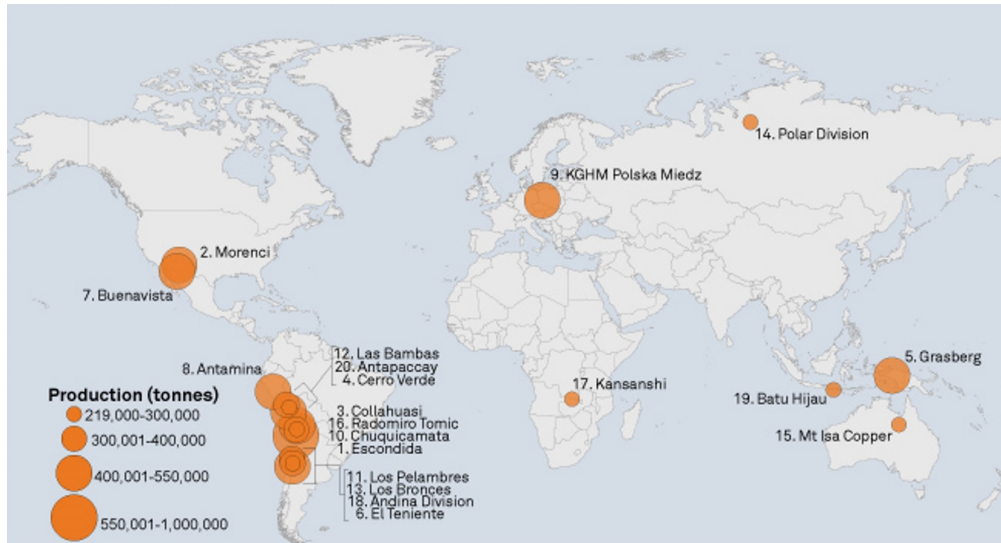 14. Polar Division
9. KGHM Polska Miedz
2. Morenci
7. Buenavista
8. Antamina
12. Las Bambas
20. Antapaccay
4. Cerro Verde
5. Grasberg
17. Kansanshi
19. Batu Hijau
3. Collahuasi
16. Radomiro Tomic
10. Chuquicamata
1. Escondida
15. Mt Isa Copper
11. Los Pelambres
13. Los Bronces
18. Andina Division
6. El Teniente
Production (tonnes)
219,000-300,000
300,001-400,000
400,001-550,000
550,001-1,000,000